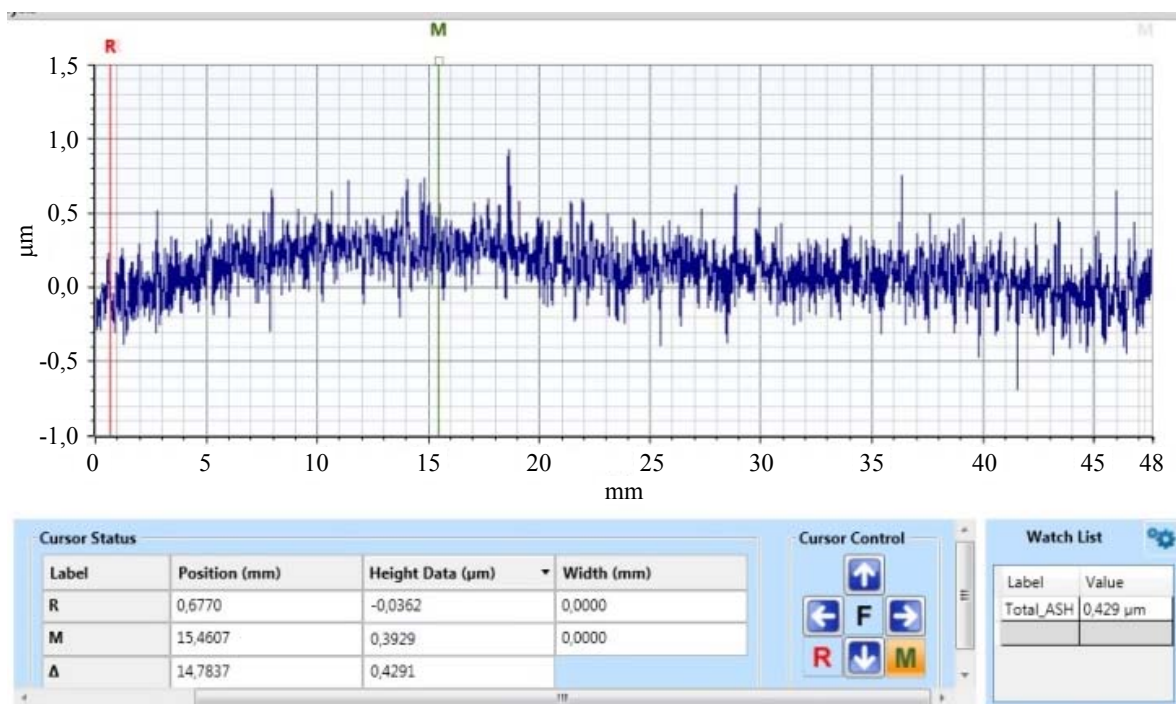 R
M
M
1,5
1,0
0,5
0,0
-0,5
-1,0
µm
0 5 10 15 20 25 30 35 40 45 48
mm
Cursor Status
Label Position (mm) Height Data (µm) Width (mm)
R 0,6770 -0,0362 0,0000
M 15,4607 0,3929 0,0000
Δ 14,7837 0,4291
Cursor Control
F
R M
Watch List
Label Value
Total_ASH 0,429 µm